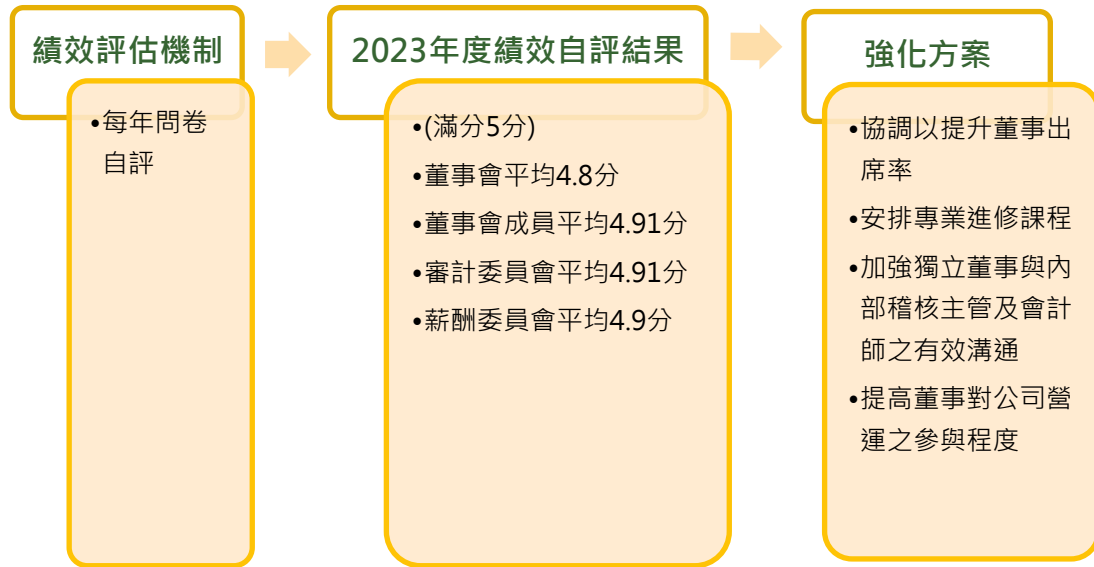 績效評估機制
•每年問卷
自評
2023年度績效自評結果
•(滿分5分)
•董事會平均4.8分
•董事會成員平均4.91分
•審計委員會平均4.91分
•薪酬委員會平均4.9分
強化方案
•協調以提升董事出
席率
•安排專業進修課程
•加強獨立董事與內
部稽核主管及會計
師之有效溝通
•提高董事對公司營
運之參與程度